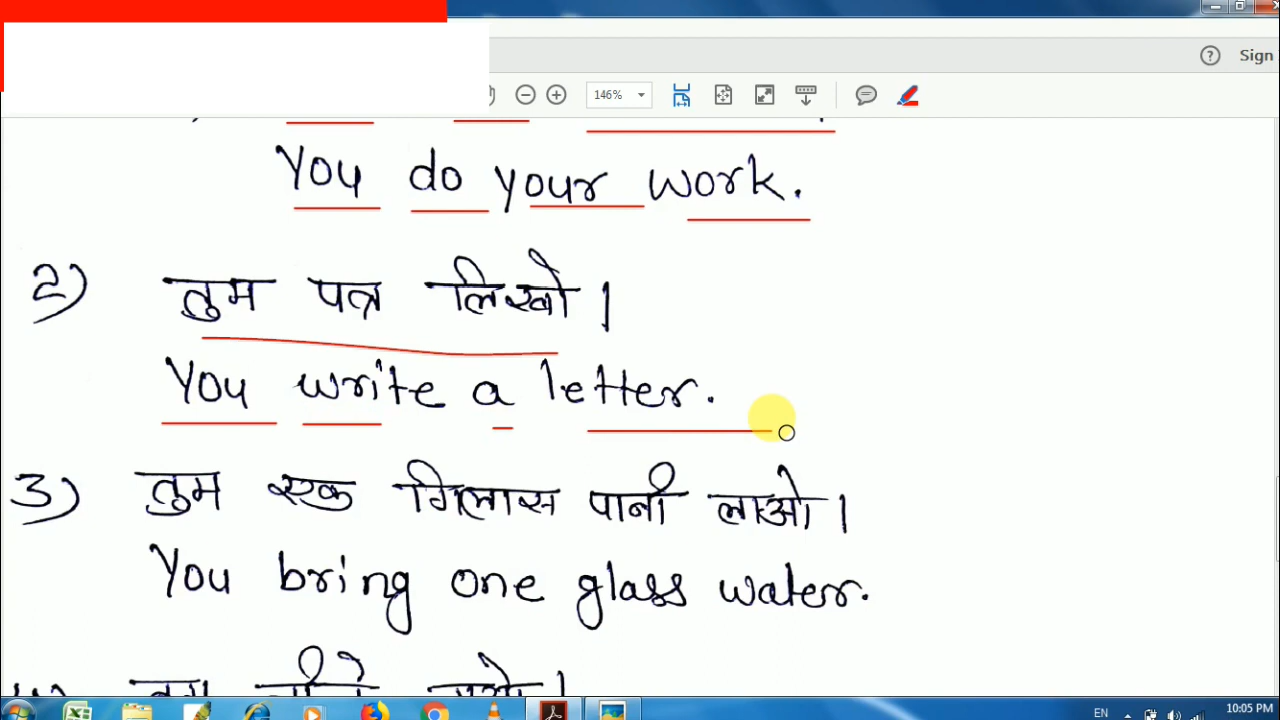 Sign
146%
You do your work.
2) तुम पत्र लिखो।
You write a letter.
3) तुम एक गिलास पानी लाओ।
You bring one glass water.
EN 10:05 PM